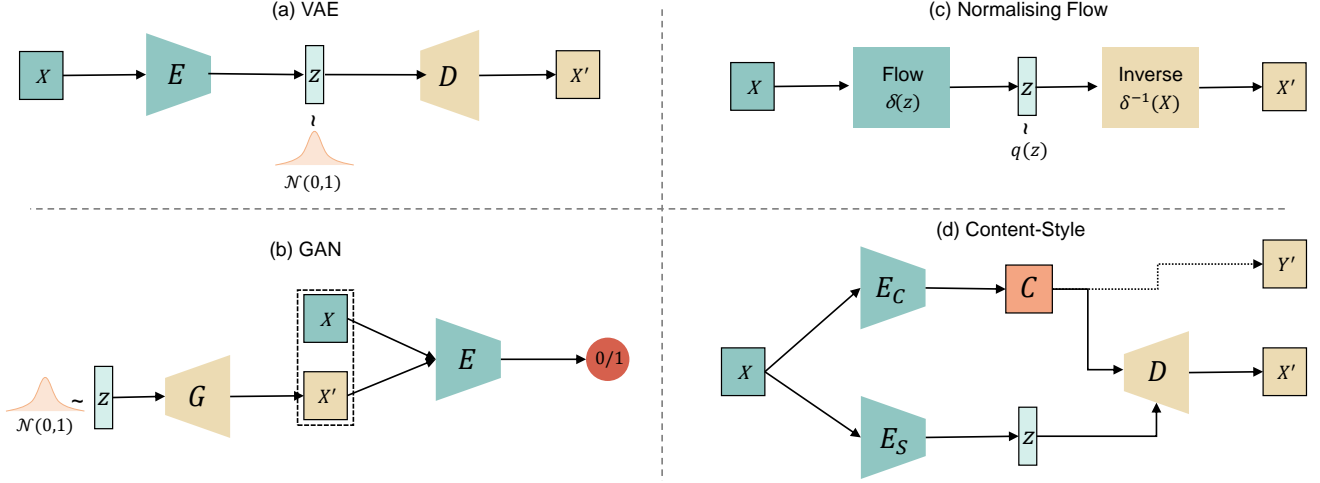 (a) VAE
X
E
z
D
X′
~
𝒩(0,1)
(c) Normalising Flow
X
Flow
δ(z)
z
Inverse
δ⁻¹(X)
X′
~
q(z)
(b) GAN
X
X′
E
0/1
𝒩(0,1)
~
z
G
(d) Content-Style
X
E_C
C
Y′
E_S
z
D
X′